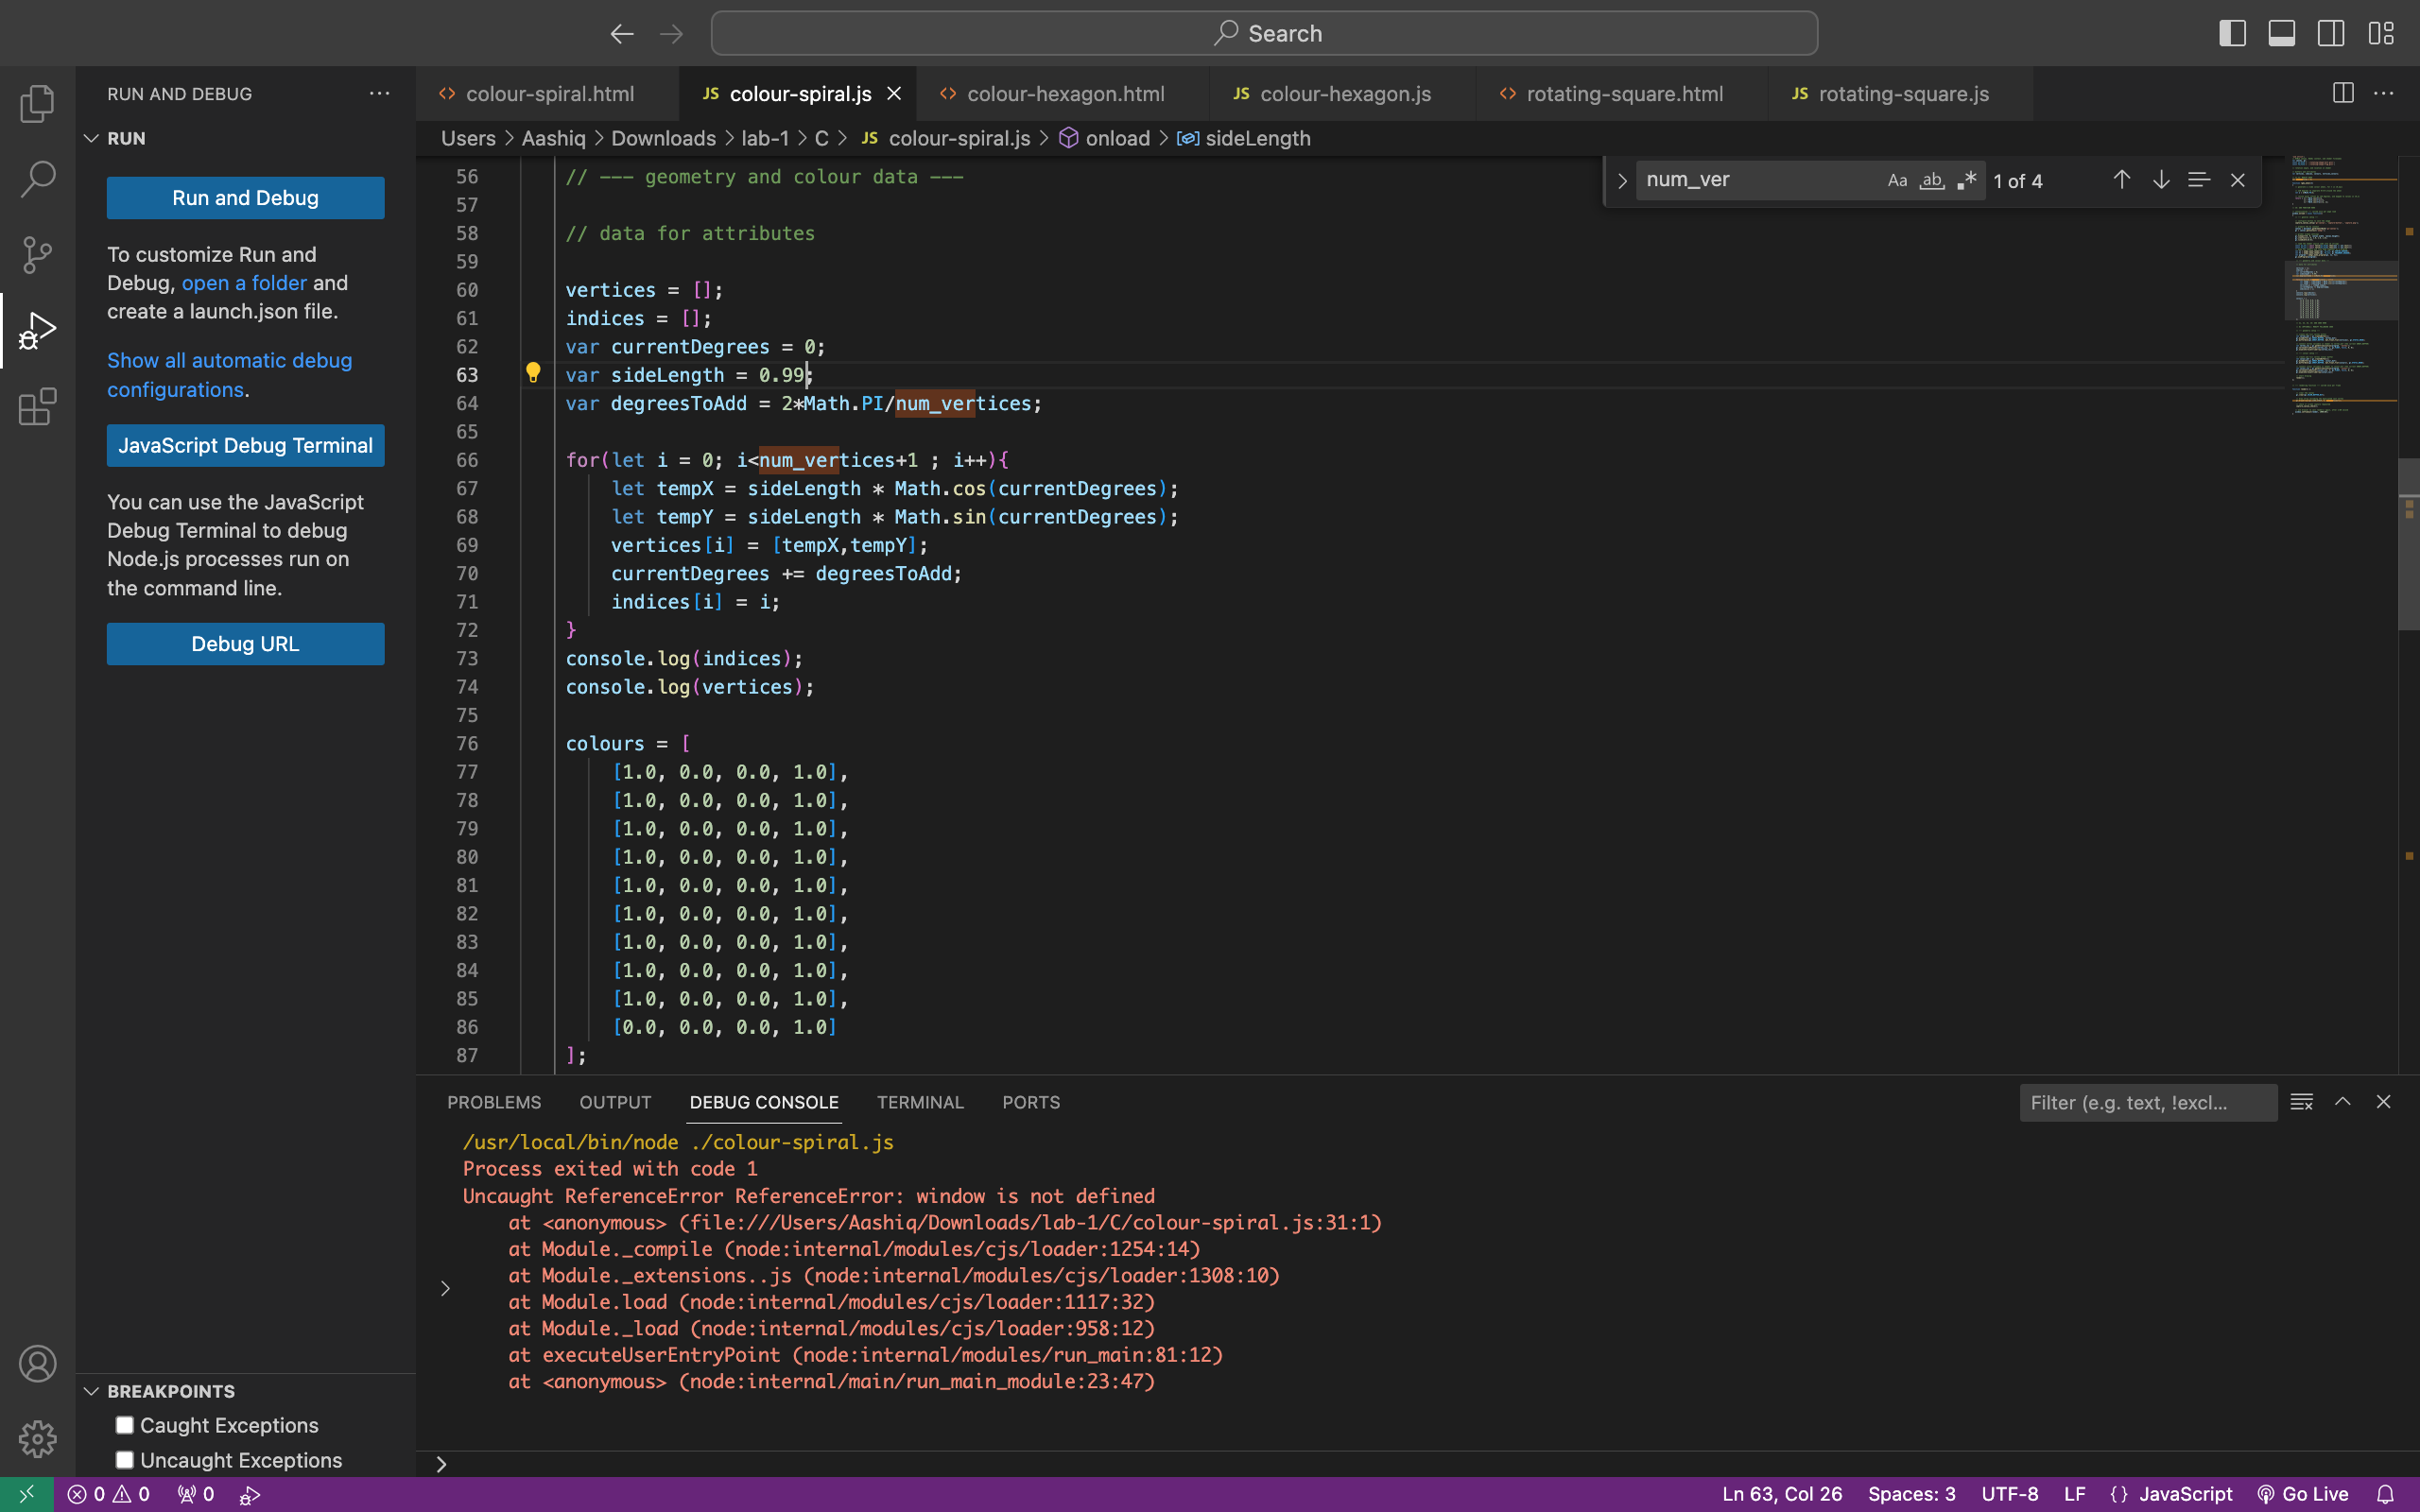 Search
RUN AND DEBUG
RUN
Run and Debug
To customize Run and
Debug, open a folder and
create a launch.json file.
Show all automatic debug
configurations.
JavaScript Debug Terminal
You can use the JavaScript
Debug Terminal to debug
Node.js processes run on
the command line.
Debug URL
BREAKPOINTS
Caught Exceptions
Uncaught Exceptions
<> colour-spiral.html JS colour-spiral.js <> colour-hexagon.html JS colour-hexagon.js <> rotating-square.html JS rotating-square.js
Users > Aashiq > Downloads > lab-1 > C > JS colour-spiral.js > onload > sideLength
num_ver Aa ab .* 1 of 4
56 // --- geometry and colour data ---
57
58 // data for attributes
59
60 vertices = [];
61 indices = [];
62 var currentDegrees = 0;
63 var sideLength = 0.99;
64 var degreesToAdd = 2*Math.PI/num_vertices;
65
66 for(let i = 0; i<num_vertices+1 ; i++){
67 let tempX = sideLength * Math.cos(currentDegrees);
68 let tempY = sideLength * Math.sin(currentDegrees);
69 vertices[i] = [tempX,tempY];
70 currentDegrees += degreesToAdd;
71 indices[i] = i;
72 }
73 console.log(indices);
74 console.log(vertices);
75
76 colours = [
77 [1.0, 0.0, 0.0, 1.0],
78 [1.0, 0.0, 0.0, 1.0],
79 [1.0, 0.0, 0.0, 1.0],
80 [1.0, 0.0, 0.0, 1.0],
81 [1.0, 0.0, 0.0, 1.0],
82 [1.0, 0.0, 0.0, 1.0],
83 [1.0, 0.0, 0.0, 1.0],
84 [1.0, 0.0, 0.0, 1.0],
85 [1.0, 0.0, 0.0, 1.0],
86 [0.0, 0.0, 0.0, 1.0]
87 ];
PROBLEMS OUTPUT DEBUG CONSOLE TERMINAL PORTS Filter (e.g. text, !excl...
/usr/local/bin/node ./colour-spiral.js
Process exited with code 1
Uncaught ReferenceError ReferenceError: window is not defined
at <anonymous> (file:///Users/Aashiq/Downloads/lab-1/C/colour-spiral.js:31:1)
at Module._compile (node:internal/modules/cjs/loader:1254:14)
at Module._extensions..js (node:internal/modules/cjs/loader:1308:10)
at Module.load (node:internal/modules/cjs/loader:1117:32)
at Module._load (node:internal/modules/cjs/loader:958:12)
at executeUserEntryPoint (node:internal/modules/run_main:81:12)
at <anonymous> (node:internal/main/run_main_module:23:47)
0 0 0 Ln 63, Col 26 Spaces: 3 UTF-8 LF {} JavaScript Go Live